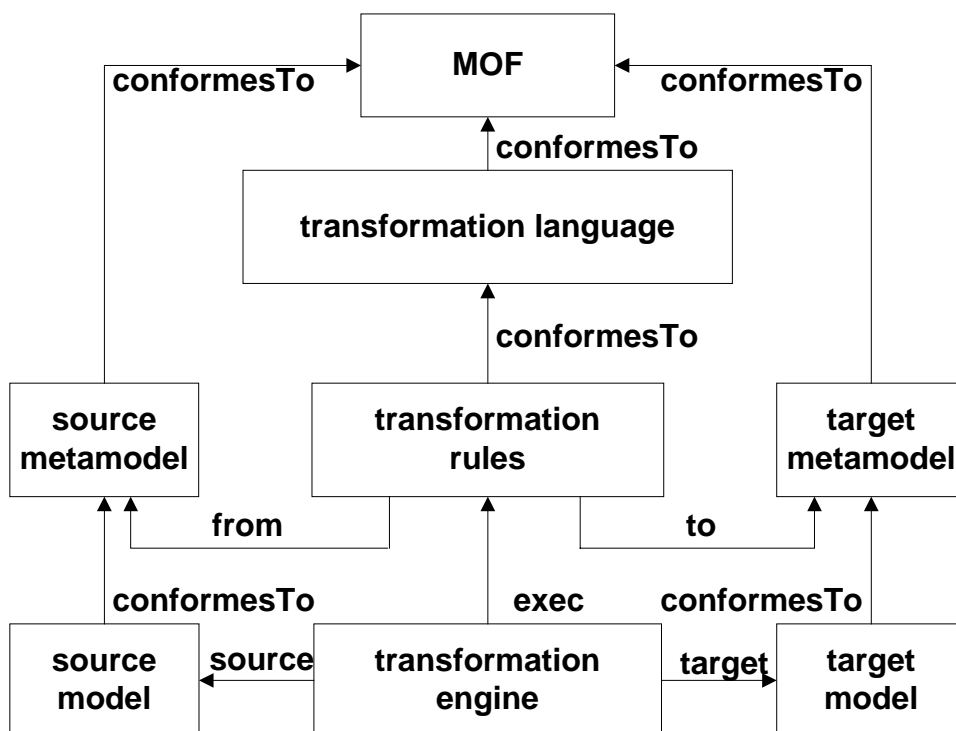 MOF
conformesTo
conformesTo
conformesTo
transformation language
conformesTo
source
metamodel
transformation
rules
target
metamodel
from
to
conformesTo
exec
conformesTo
source
model
source
transformation
engine
target
target
model